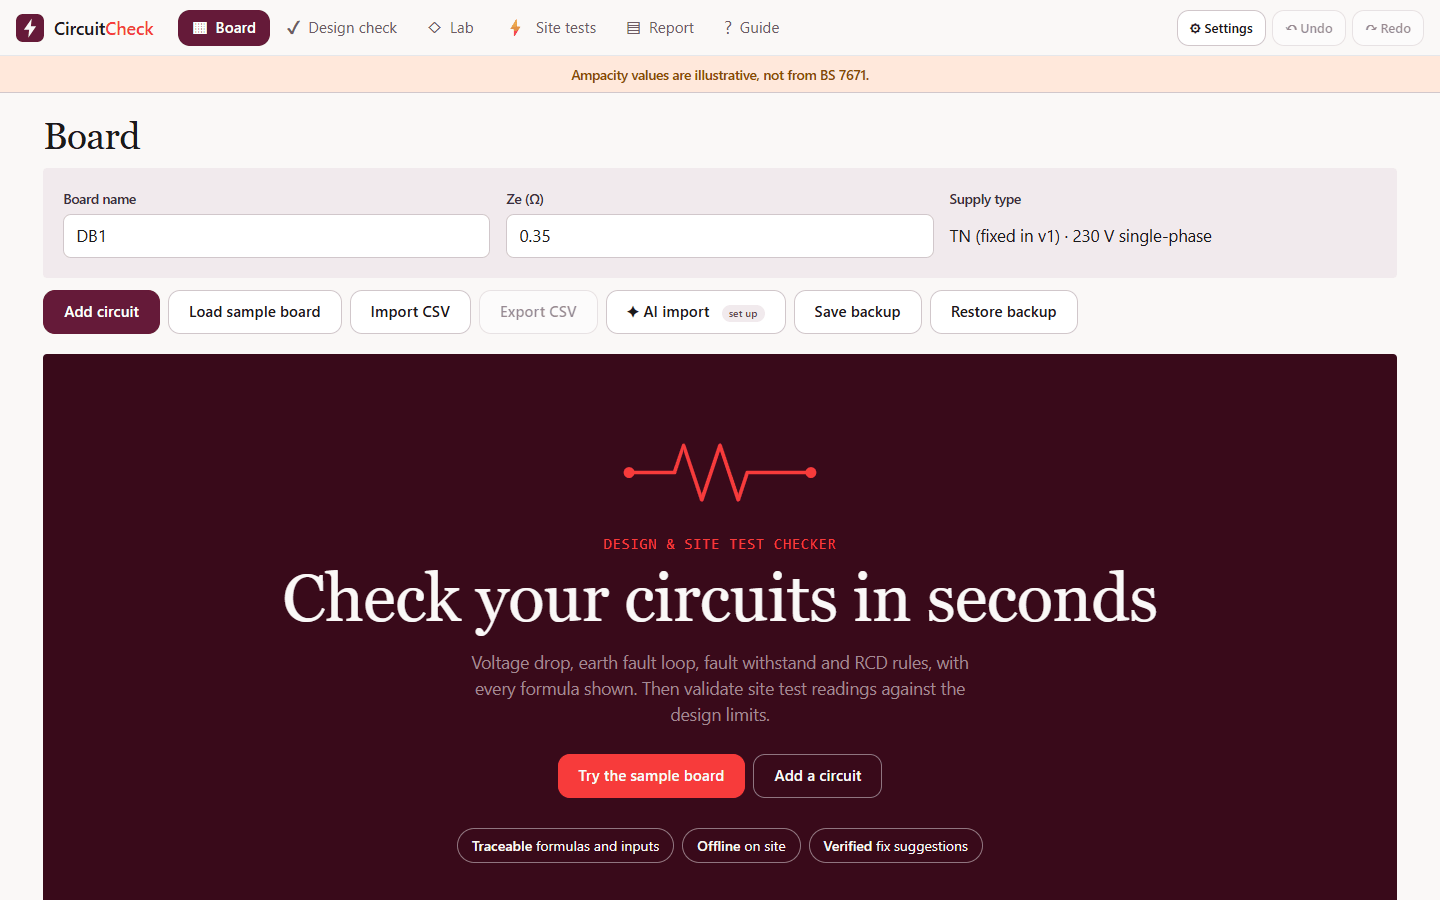 CircuitCheck
Board
Design check
Lab
Site tests
Report
? Guide
Settings
Undo
Redo
Ampacity values are illustrative, not from BS 7671.
Board
Board name
Ze (Ω)
Supply type
DB1
0.35
TN (fixed in v1) · 230 V single-phase
Add circuit
Load sample board
Import CSV
Export CSV
AI import set up
Save backup
Restore backup
DESIGN & SITE TEST CHECKER
Check your circuits in seconds
Voltage drop, earth fault loop, fault withstand and RCD rules, with
every formula shown. Then validate site test readings against the
design limits.
Try the sample board
Add a circuit
Traceable formulas and inputs
Offline on site
Verified fix suggestions